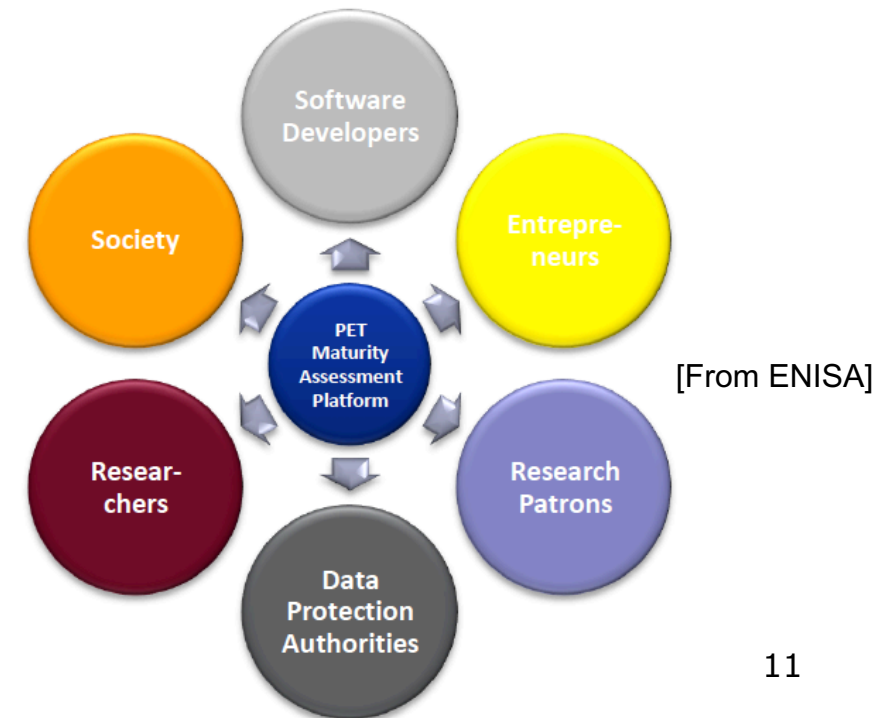 Software
Developers
Society
Entrepre-
neurs
PET
Maturity
Assessment
Platform
[From ENISA]
Resear-
chers
Research
Patrons
Data
Protection
Authorities
11